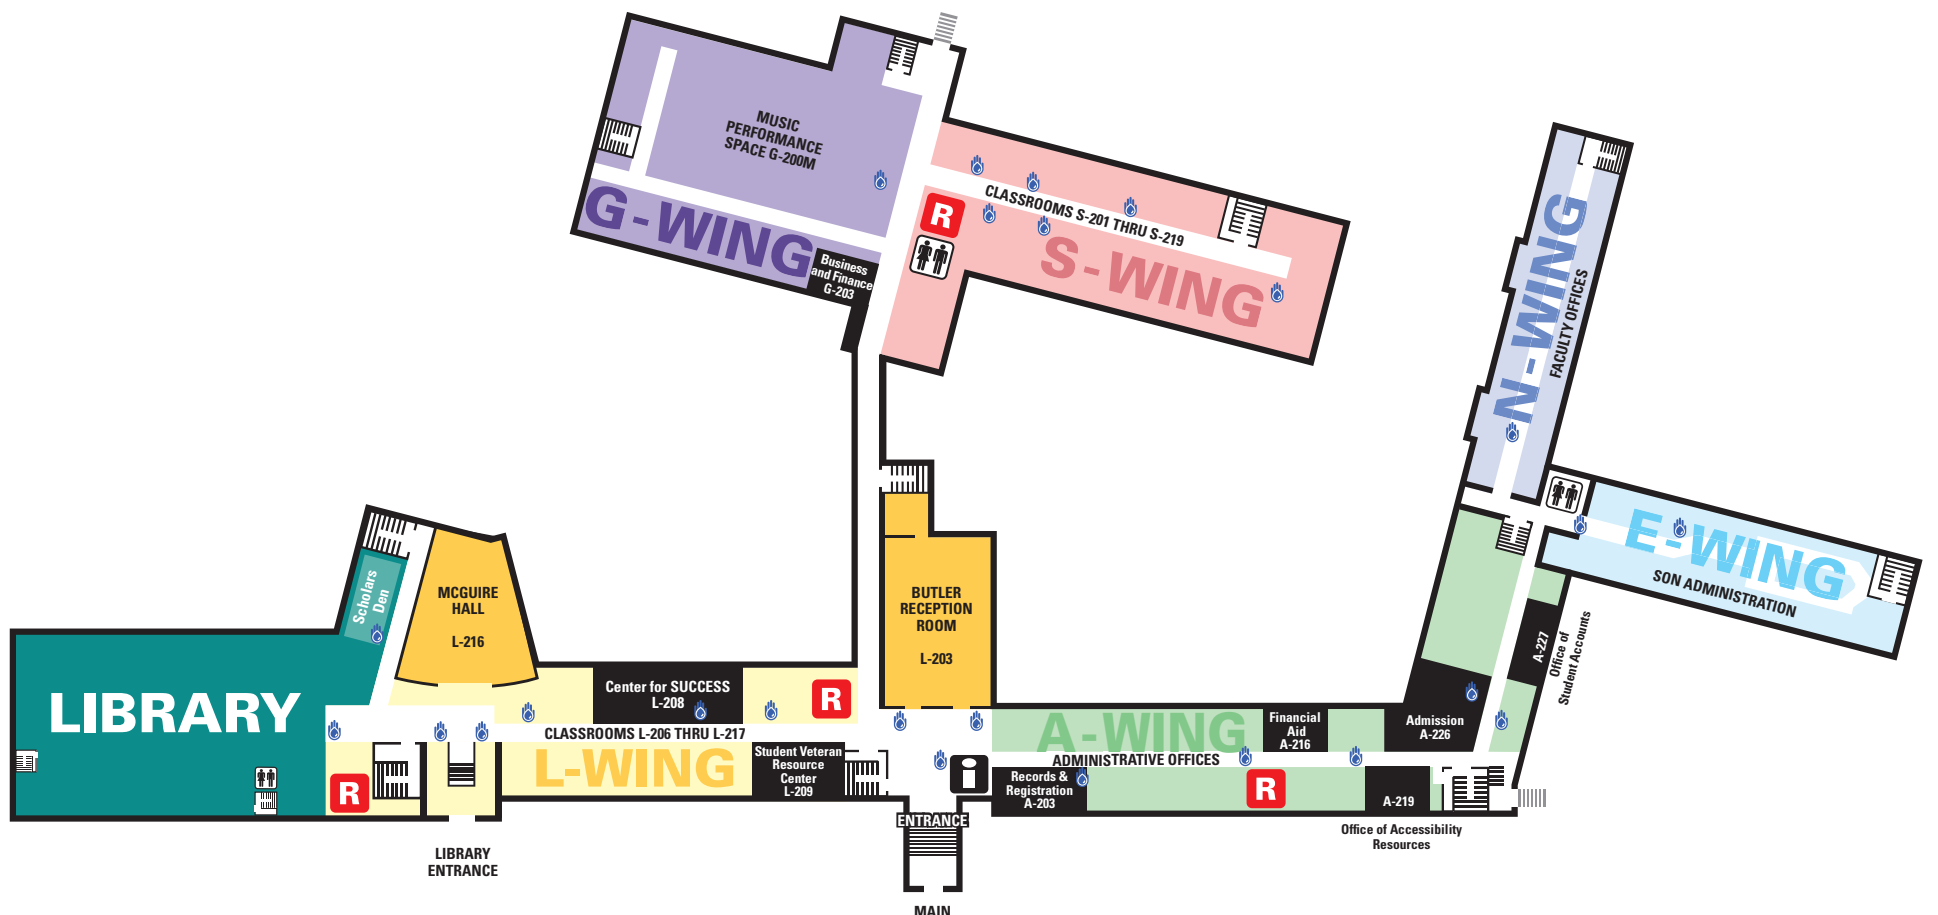 MUSIC
PERFORMANCE
SPACE G-200M
G-WING
Business
and Finance
G-203
R
CLASSROOMS S-201 THRU S-219
S-WING
N-WING
FACULTY OFFICES
E-WING
SON ADMINISTRATION
Scholars
Den
MCGUIRE
HALL
L-216
BUTLER
RECEPTION
ROOM
L-203
LIBRARY
Center for SUCCESS
L-208
R
CLASSROOMS L-206 THRU L-217
L-WING
Student Veteran
Resource
Center
L-209
R
A-WING
Financial
Aid
A-216
Admission
A-226
A-227
Office of
Student Accounts
ADMINISTRATIVE OFFICES
Records &
Registration
A-203
R
A-219
Office of Accessibility
Resources
LIBRARY
ENTRANCE
ENTRANCE
MAIN